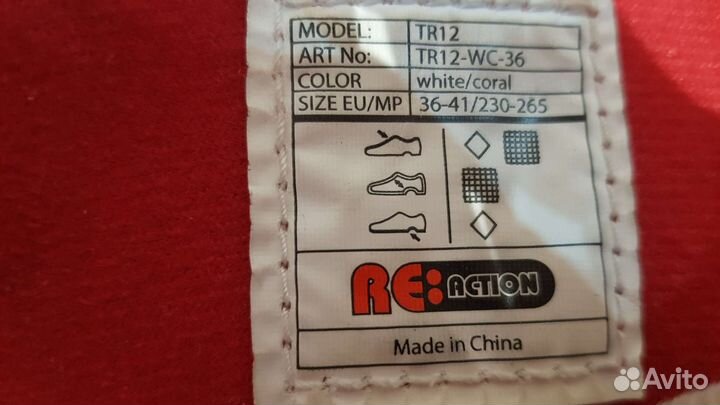 MODEL: TR12
ART No: TR12-WC-36
COLOR white/coral
SIZE EU/MP 36-41/230-265
RE:ACTION
Made in China
Avito